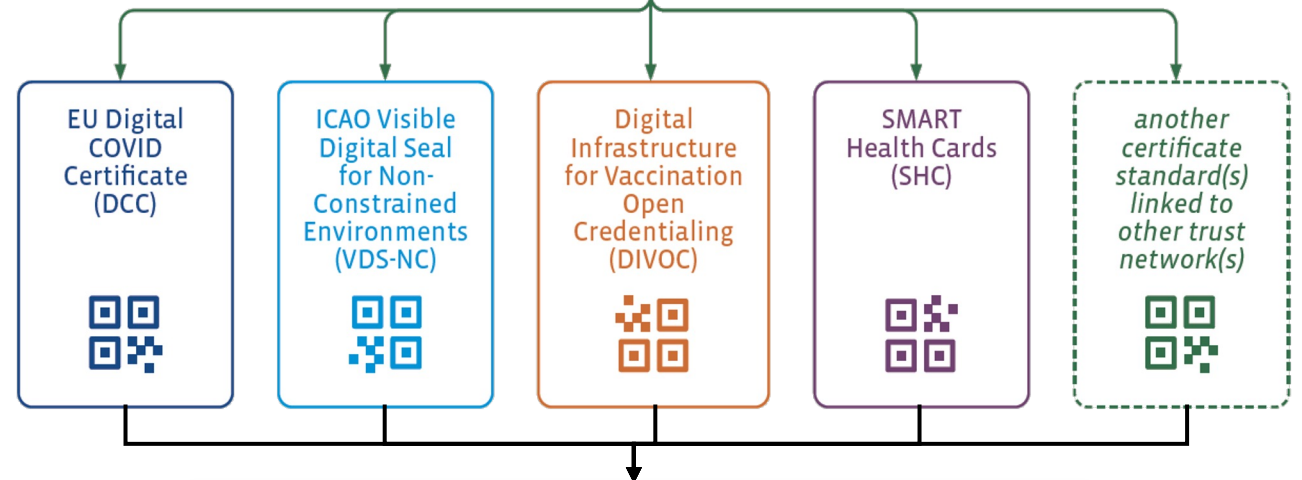 EU Digital
COVID
Certificate
(DCC)
ICAO Visible
Digital Seal
for Non-
Constrained
Environments
(VDS-NC)
Digital
Infrastructure
for Vaccination
Open
Credentialing
(DIVOC)
SMART
Health Cards
(SHC)
another
certificate
standard(s)
linked to
other trust
network(s)